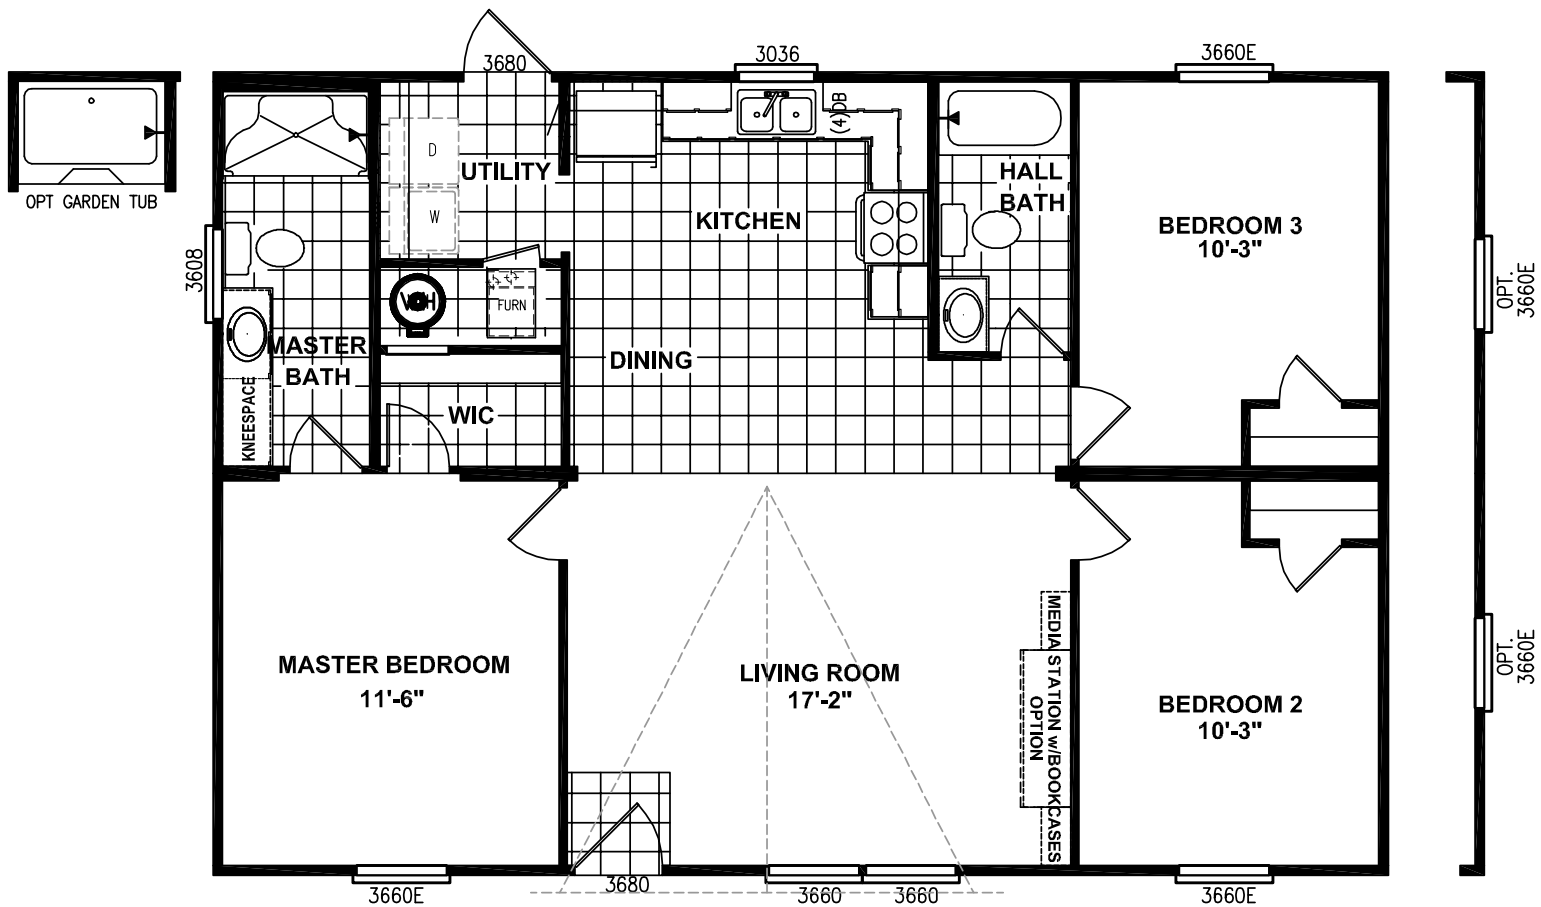 3680
3036
3660E
OPT GARDEN TUB
D
W
UTILITY
(4)DB
KITCHEN
HALL
BATH
BEDROOM 3
10'-3"
3608
OPT.
3660E
FURN
MASTER
BATH
DINING
KNEESPACE
WIC
MASTER BEDROOM
11'-6"
LIVING ROOM
17'-2"
MEDIA STATION w/BOOKCASES
OPTION
BEDROOM 2
10'-3"
OPT.
3660E
3660E
3680
3660
3660
3660E